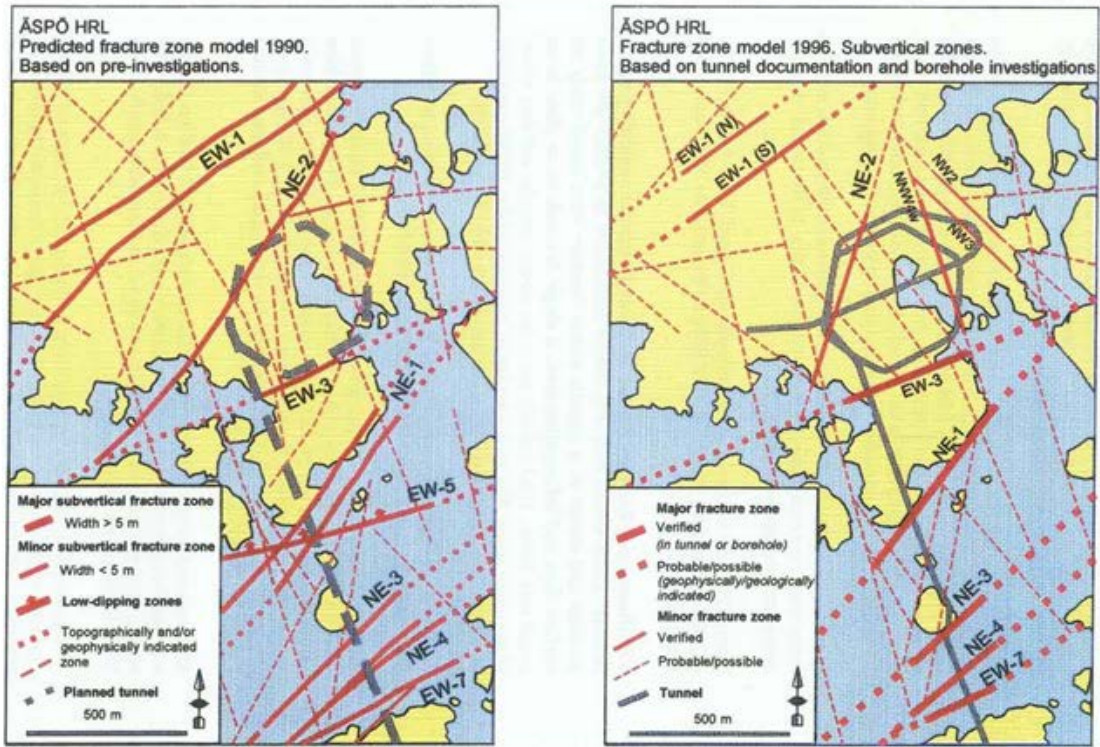 ÄSPÖ HRL
Predicted fracture zone model 1990.
Based on pre-investigations.
EW-1
NE-2
EW-3
NE-1
EW-5
NE-3
NE-4
EW-7
Major subvertical fracture zone
Width > 5 m
Minor subvertical fracture zone
Width < 5 m
Low-dipping zones
Topographically and/or
geophysically indicated
zone
Planned tunnel
500 m
ÄSPÖ HRL
Fracture zone model 1996. Subvertical zones.
Based on tunnel documentation and borehole investigations
EW-1 (N)
EW-1 (S)
NE-2
NW2
NNW4W
NW3
EW-3
NE-1
NE-3
NE-4
EW-7
Major fracture zone
Verified
(in tunnel or borehole)
Probable/possible
(geophysically/geologically
indicated)
Minor fracture zone
Verified
Probable/possible
Tunnel
500 m